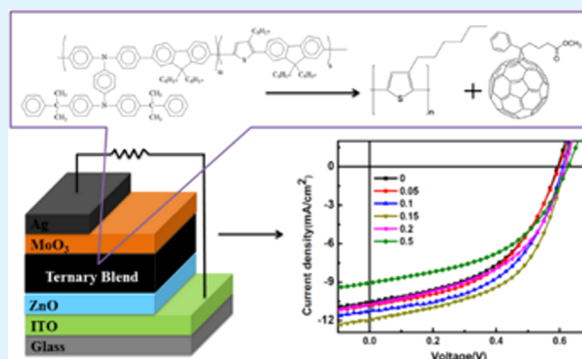 C₈H₁₇
C₈H₁₇ C₈H₁₇
C₈H₁₇ C₈H₁₇
N
S
m
n
N
CH₃
CH₃
CH₃
CH₃
S
n
+
OCH₃
O
Ag
MoO₃
Ternary Blend
ZnO
ITO
Glass
Current density(mA/cm²)
0
-3
-6
-9
-12
0
0.05
0.1
0.15
0.2
0.5
0.0 0.2 0.4 0.6
Voltage(V)